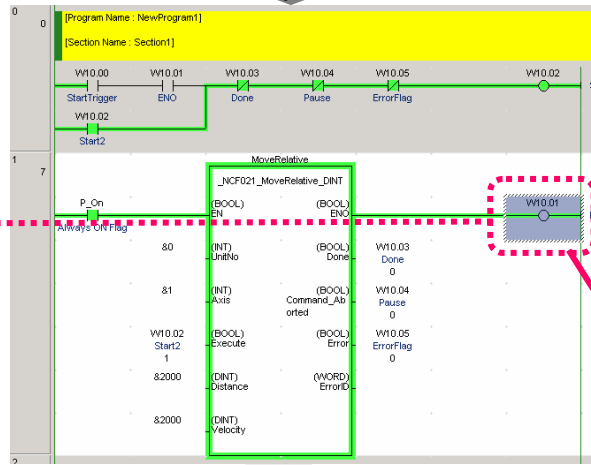 0
0
[Program Name : NewProgram1]
[Section Name : Section1]
W10.00 W10.01 W10.03 W10.04 W10.05 W10.02
StartTrigger ENO Done Pause ErrorFlag
W10.02
Start2
1
7
MoveRelative
_NCF021_MoveRelative_DINT
P_On (BOOL) (BOOL) W10.01
EN ENO
Always ON Flag
&0 (INT) (BOOL) W10.03
UnitNo Done Done
0
&1 (INT) (BOOL) W10.04
Axis Command_Ab Pause
orted 0
W10.02 (BOOL) (BOOL) W10.05
Start2 Execute Error ErrorFlag
1 0
&2000 (DINT) (WORD)
Distance ErrorID
&2000 (DINT)
Velocity
2